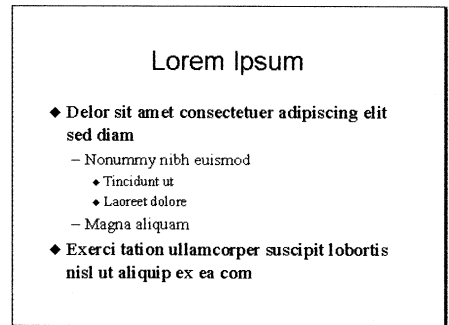 Lorem Ipsum
◆ Delor sit amet consectetuer adipiscing elit
sed diam
– Nonummy nibh euismod
◆ Tincidunt ut
◆ Laoreet dolore
– Magna aliquam
◆ Exerci tation ullamcorper suscipit lobortis
nisl ut aliquip ex ea com